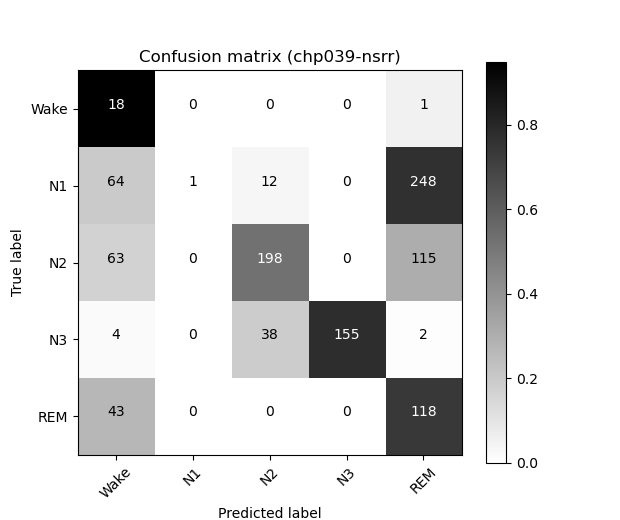 Confusion matrix (chp039-nsrr)
Wake 18 0 0 0 1
N1 64 1 12 0 248
N2 63 0 198 0 115
N3 4 0 38 155 2
REM 43 0 0 0 118
True label
Wake N1 N2 N3 REM
Predicted label
0.8
0.6
0.4
0.2
0.0